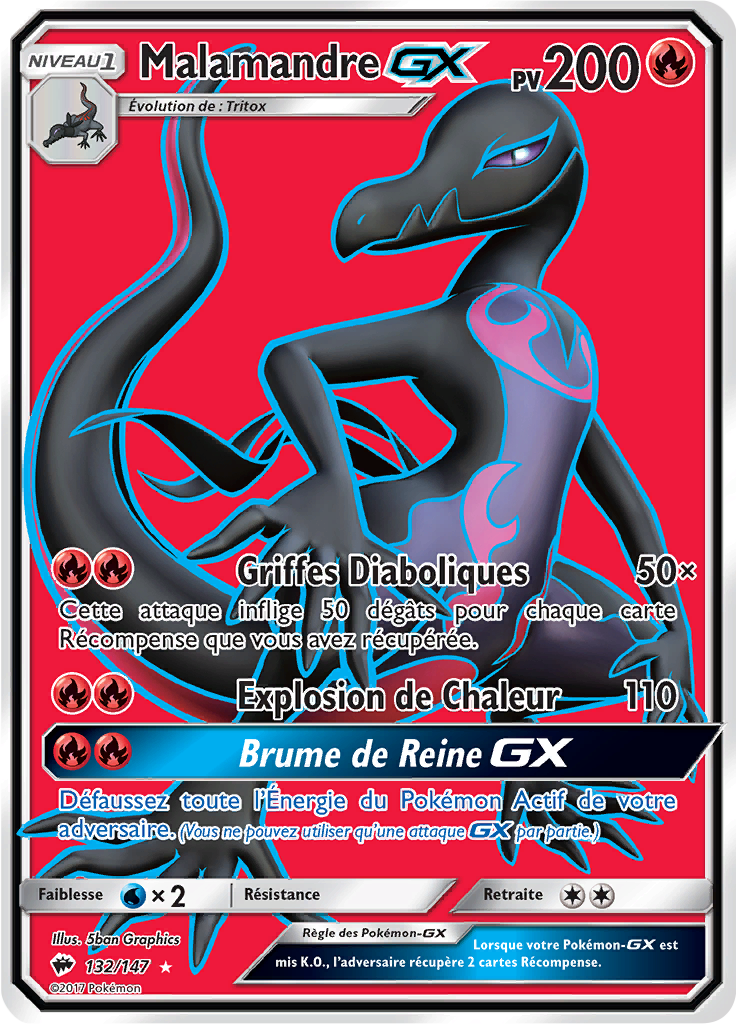 NIVEAU1
Malamandre GX
PV 200
Évolution de : Tritox
Griffes Diaboliques 50×
Cette attaque inflige 50 dégâts pour chaque carte
Récompense que vous avez récupérée.
Explosion de Chaleur 110
Brume de Reine GX
Défaussez toute l'Énergie du Pokémon Actif de votre
adversaire. (Vous ne pouvez utiliser qu'une attaque GX par partie.)
Faiblesse ×2 Résistance Retraite
Illus. 5ban Graphics
132/147
©2017 Pokémon
Règle des Pokémon-GX
Lorsque votre Pokémon-GX est
mis K.O., l'adversaire récupère 2 cartes Récompense.